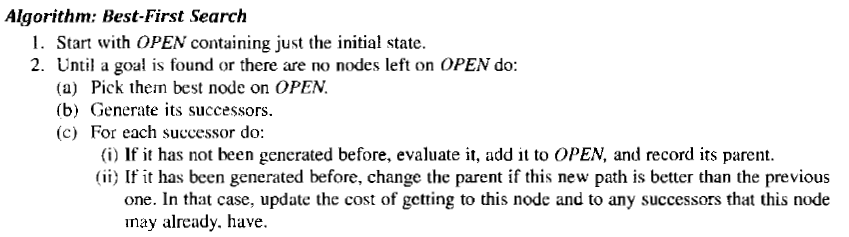 Algorithm: Best-First Search
1. Start with OPEN containing just the initial state.
2. Until a goal is found or there are no nodes left on OPEN do:
(a) Pick them best node on OPEN.
(b) Generate its successors.
(c) For each successor do:
(i) If it has not been generated before, evaluate it, add it to OPEN, and record its parent.
(ii) If it has been generated before, change the parent if this new path is better than the previous
one. In that case, update the cost of getting to this node and to any successors that this node
may already. have.